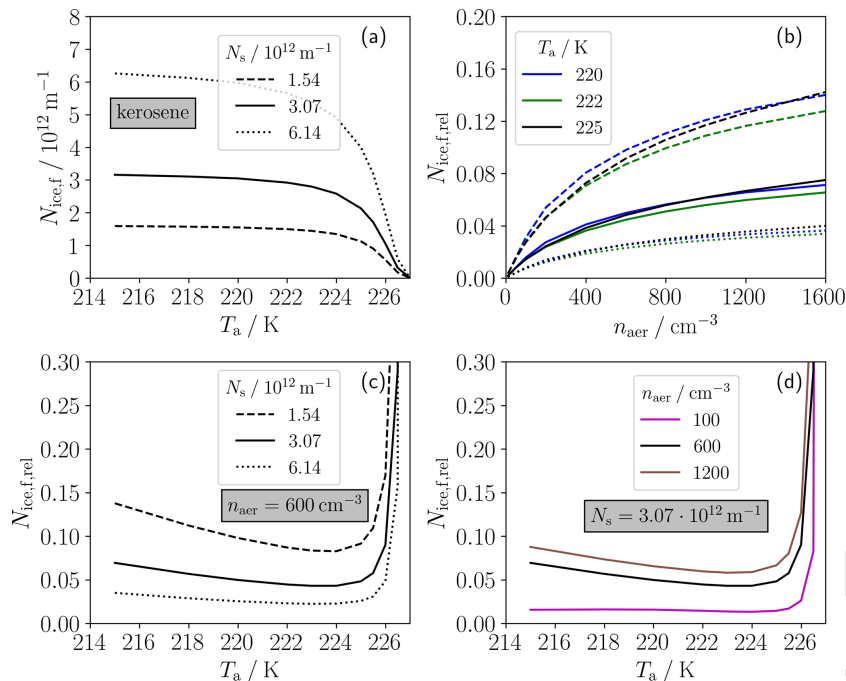 (a)
N_s / 10^12 m^-1
1.54
3.07
6.14
kerosene
N_ice,f / 10^12 m^-1
8
7
6
5
4
3
2
1
0
214 216 218 220 222 224 226
T_a / K
(b)
T_a / K
220
222
225
N_ice,f,rel
0.20
0.16
0.12
0.08
0.04
0.00
0 400 800 1200 1600
n_aer / cm^-3
(c)
N_s / 10^12 m^-1
1.54
3.07
6.14
n_aer = 600 cm^-3
N_ice,f,rel
0.30
0.25
0.20
0.15
0.10
0.05
0.00
214 216 218 220 222 224 226
T_a / K
(d)
n_aer / cm^-3
100
600
1200
N_s = 3.07 · 10^12 m^-1
N_ice,f,rel
0.30
0.25
0.20
0.15
0.10
0.05
0.00
214 216 218 220 222 224 226
T_a / K